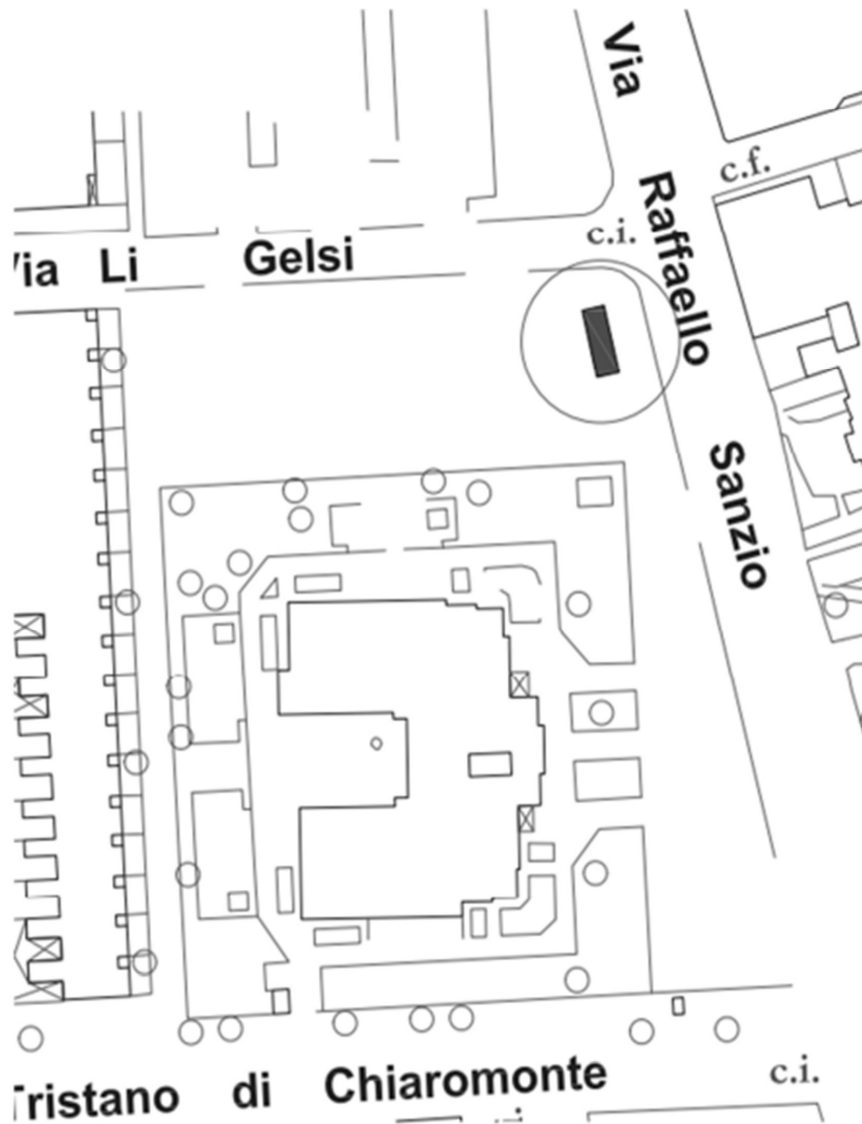 Via
c.f.
Raffaello
c.i.
Via Li Gelsi
Sanzio
Tristano di Chiaromonte
c.i.